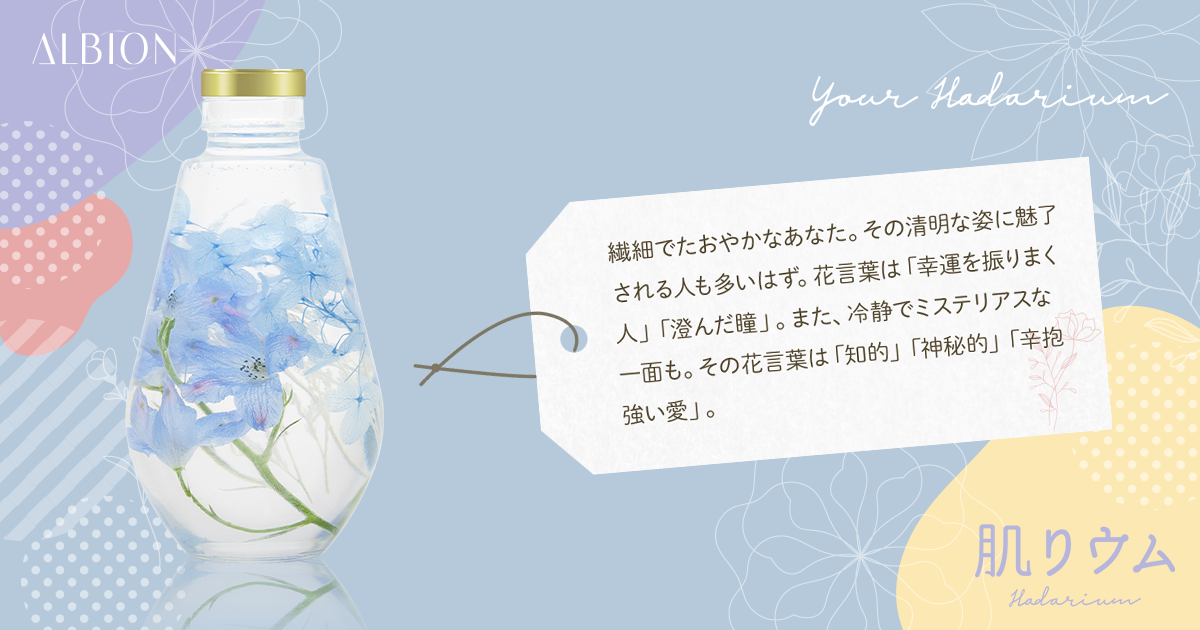 ALBION
Your Hadarium
繊細でたおやかなあなた。その清明な姿に魅了
される人も多いはず。花言葉は「幸運を振りまく
人」「澄んだ瞳」。また、冷静でミステリアスな
一面も。その花言葉は「知的」「神秘的」「辛抱
強い愛」。
肌りウム
Hadarium